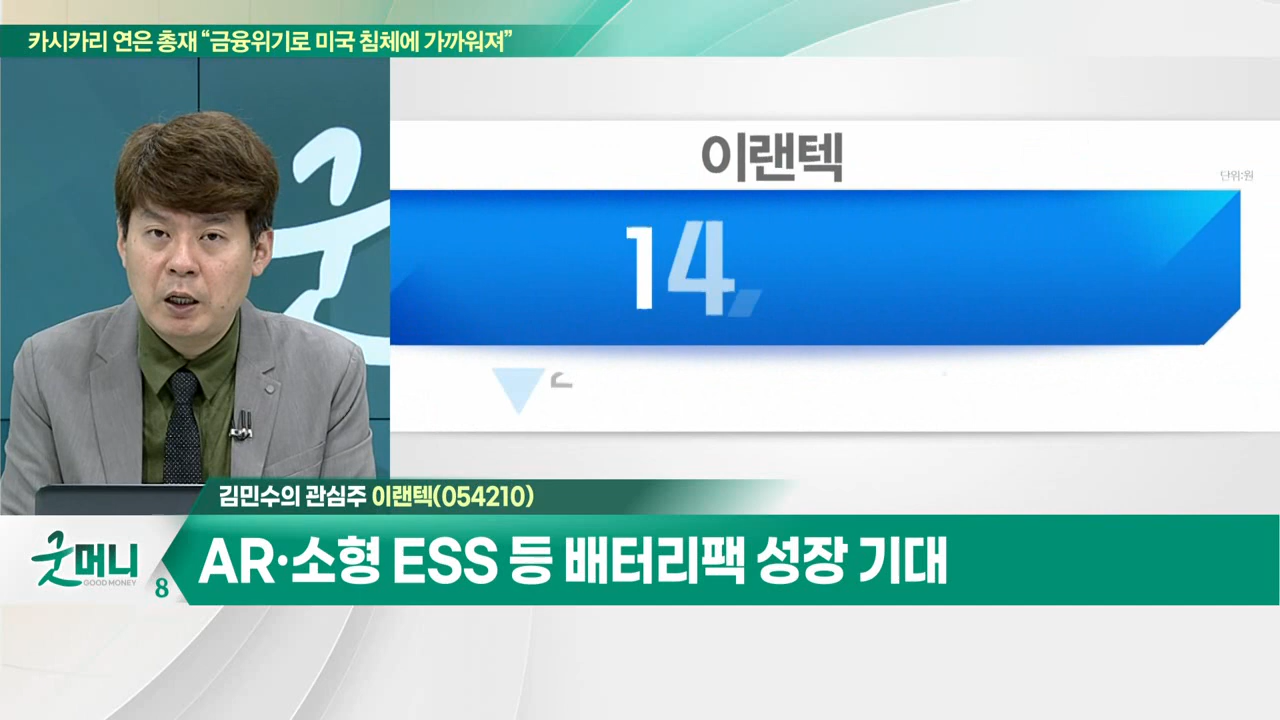 카시카리 연은 총재 “금융위기로 미국 침체에 가까워져”
이랜텍
단위:원
14,
김민수의 관심주 이랜텍(054210)
굿머니
GOOD MONEY
8
AR·소형 ESS 등 배터리팩 성장 기대